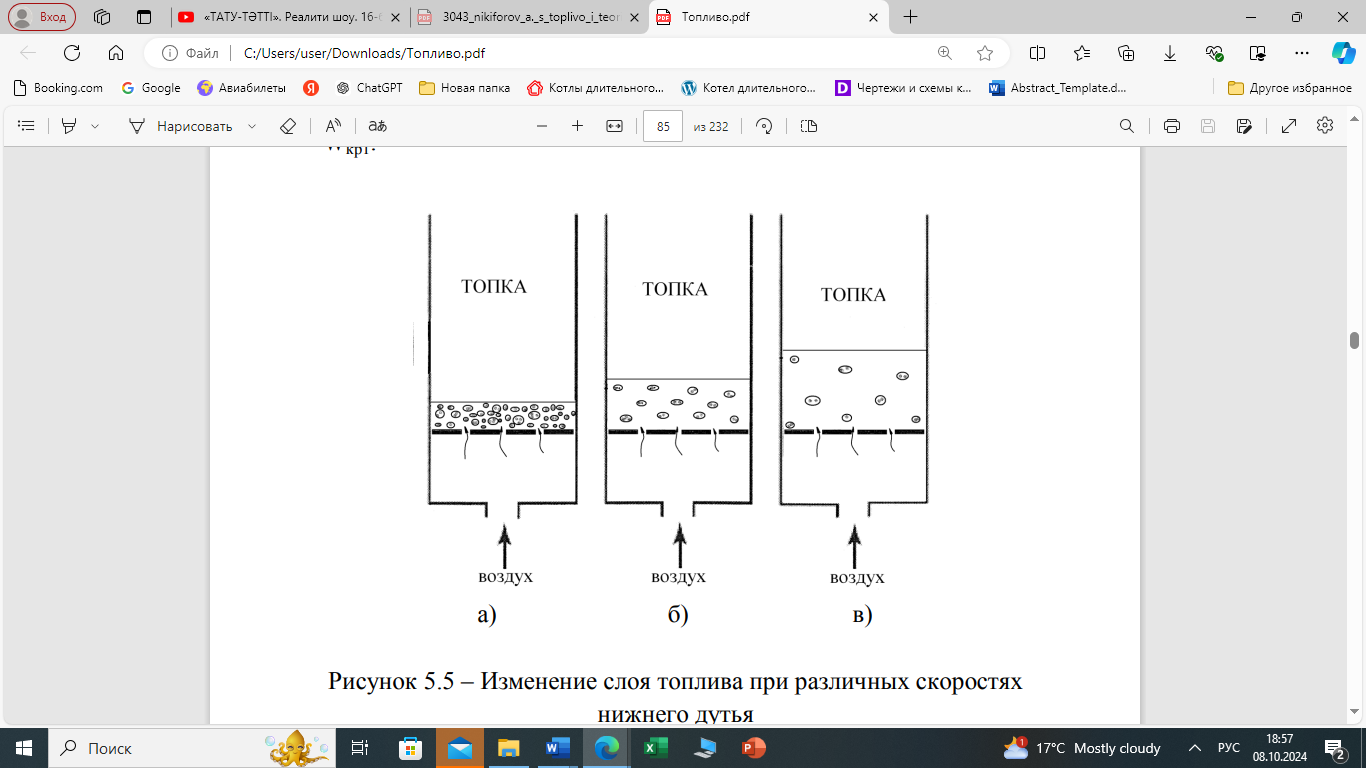 Вход
«ТАТУ-ТӘТТІ». Реалити шоу. 16-б
3043_nikiforov_a._s_toplivo_i_teor
Топливо.pdf
Файл
C:/Users/user/Downloads/Топливо.pdf
Booking.com
Google
Авиабилеты
ChatGPT
Новая папка
Котлы длительного...
Котел длительного...
Чертежи и схемы к...
Abstract_Template.d...
Другое избранное
Нарисовать
85 из 232
кр1.
ТОПКА
ТОПКА
ТОПКА
воздух
воздух
воздух
а)
б)
в)
Рисунок 5.5 – Изменение слоя топлива при различных скоростях
нижнего дутья
Поиск
17°C Mostly cloudy
РУС
18:57
08.10.2024
2